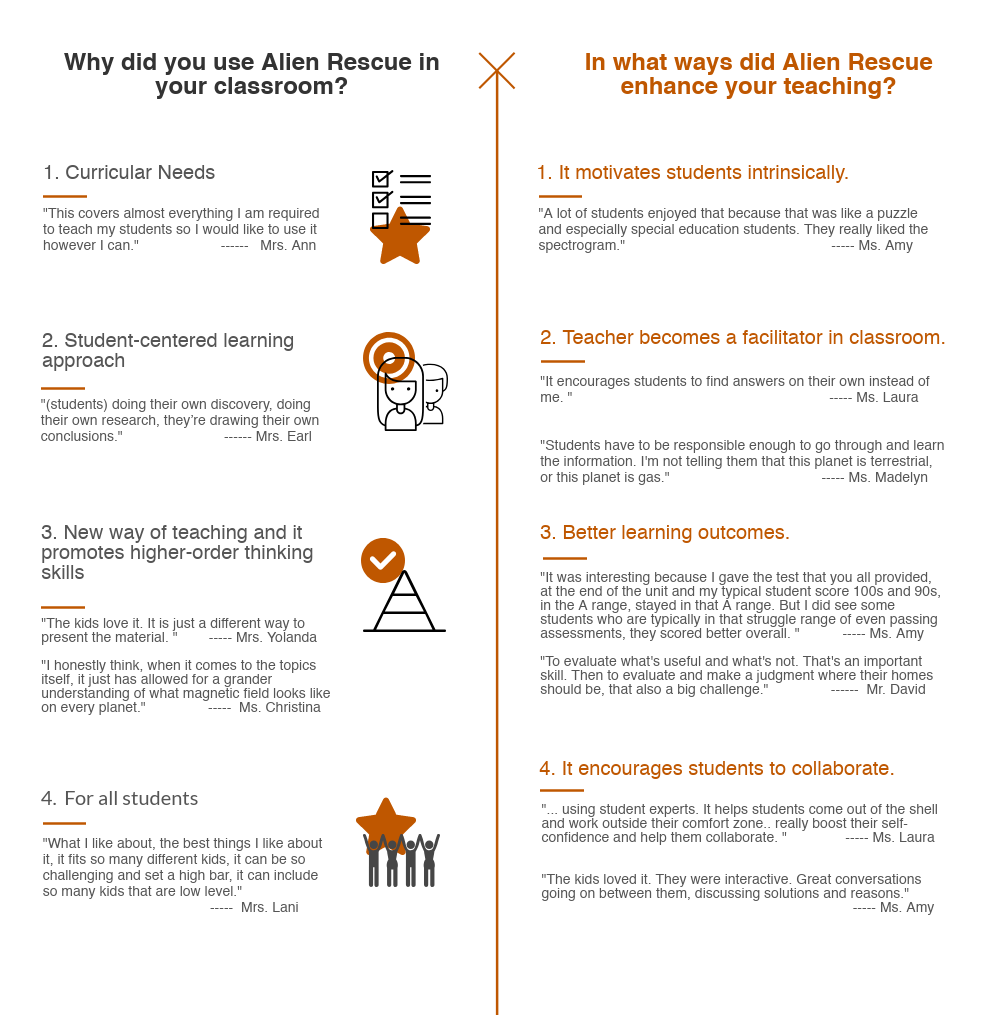 Why did you use Alien Rescue in
your classroom?
1. Curricular Needs
"This covers almost everything I am required
to teach my students so I would like to use it
however I can." ------ Mrs. Ann
2. Student-centered learning
approach
"(students) doing their own discovery, doing
their own research, they're drawing their own
conclusions." ------ Mrs. Earl
3. New way of teaching and it
promotes higher-order thinking
skills
"The kids love it. It is just a different way to
present the material. " ----- Mrs. Yolanda
"I honestly think, when it comes to the topics
itself, it just has allowed for a grander
understanding of what magnetic field looks like
on every planet." ----- Ms. Christina
4. For all students
"What I like about, the best things I like about
it, it fits so many different kids, it can be so
challenging and set a high bar, it can include
so many kids that are low level."
----- Mrs. Lani
In what ways did Alien Rescue
enhance your teaching?
1. It motivates students intrinsically.
"A lot of students enjoyed that because that was like a puzzle
and especially special education students. They really liked the
spectrogram." ----- Ms. Amy
2. Teacher becomes a facilitator in classroom.
"It encourages students to find answers on their own instead of
me. " ----- Ms. Laura
"Students have to be responsible enough to go through and learn
the information. I'm not telling them that this planet is terrestrial,
or this planet is gas." ----- Ms. Madelyn
3. Better learning outcomes.
"It was interesting because I gave the test that you all provided,
at the end of the unit and my typical student score 100s and 90s,
in the A range, stayed in that A range. But I did see some
students who are typically in that struggle range of even passing
assessments, they scored better overall. " ----- Ms. Amy
"To evaluate what's useful and what's not. That's an important
skill. Then to evaluate and make a judgment where their homes
should be, that also a big challenge." ------ Mr. David
4. It encourages students to collaborate.
"... using student experts. It helps students come out of the shell
and work outside their comfort zone.. really boost their self-
confidence and help them collaborate. " ----- Ms. Laura
"The kids loved it. They were interactive. Great conversations
going on between them, discussing solutions and reasons."
----- Ms. Amy